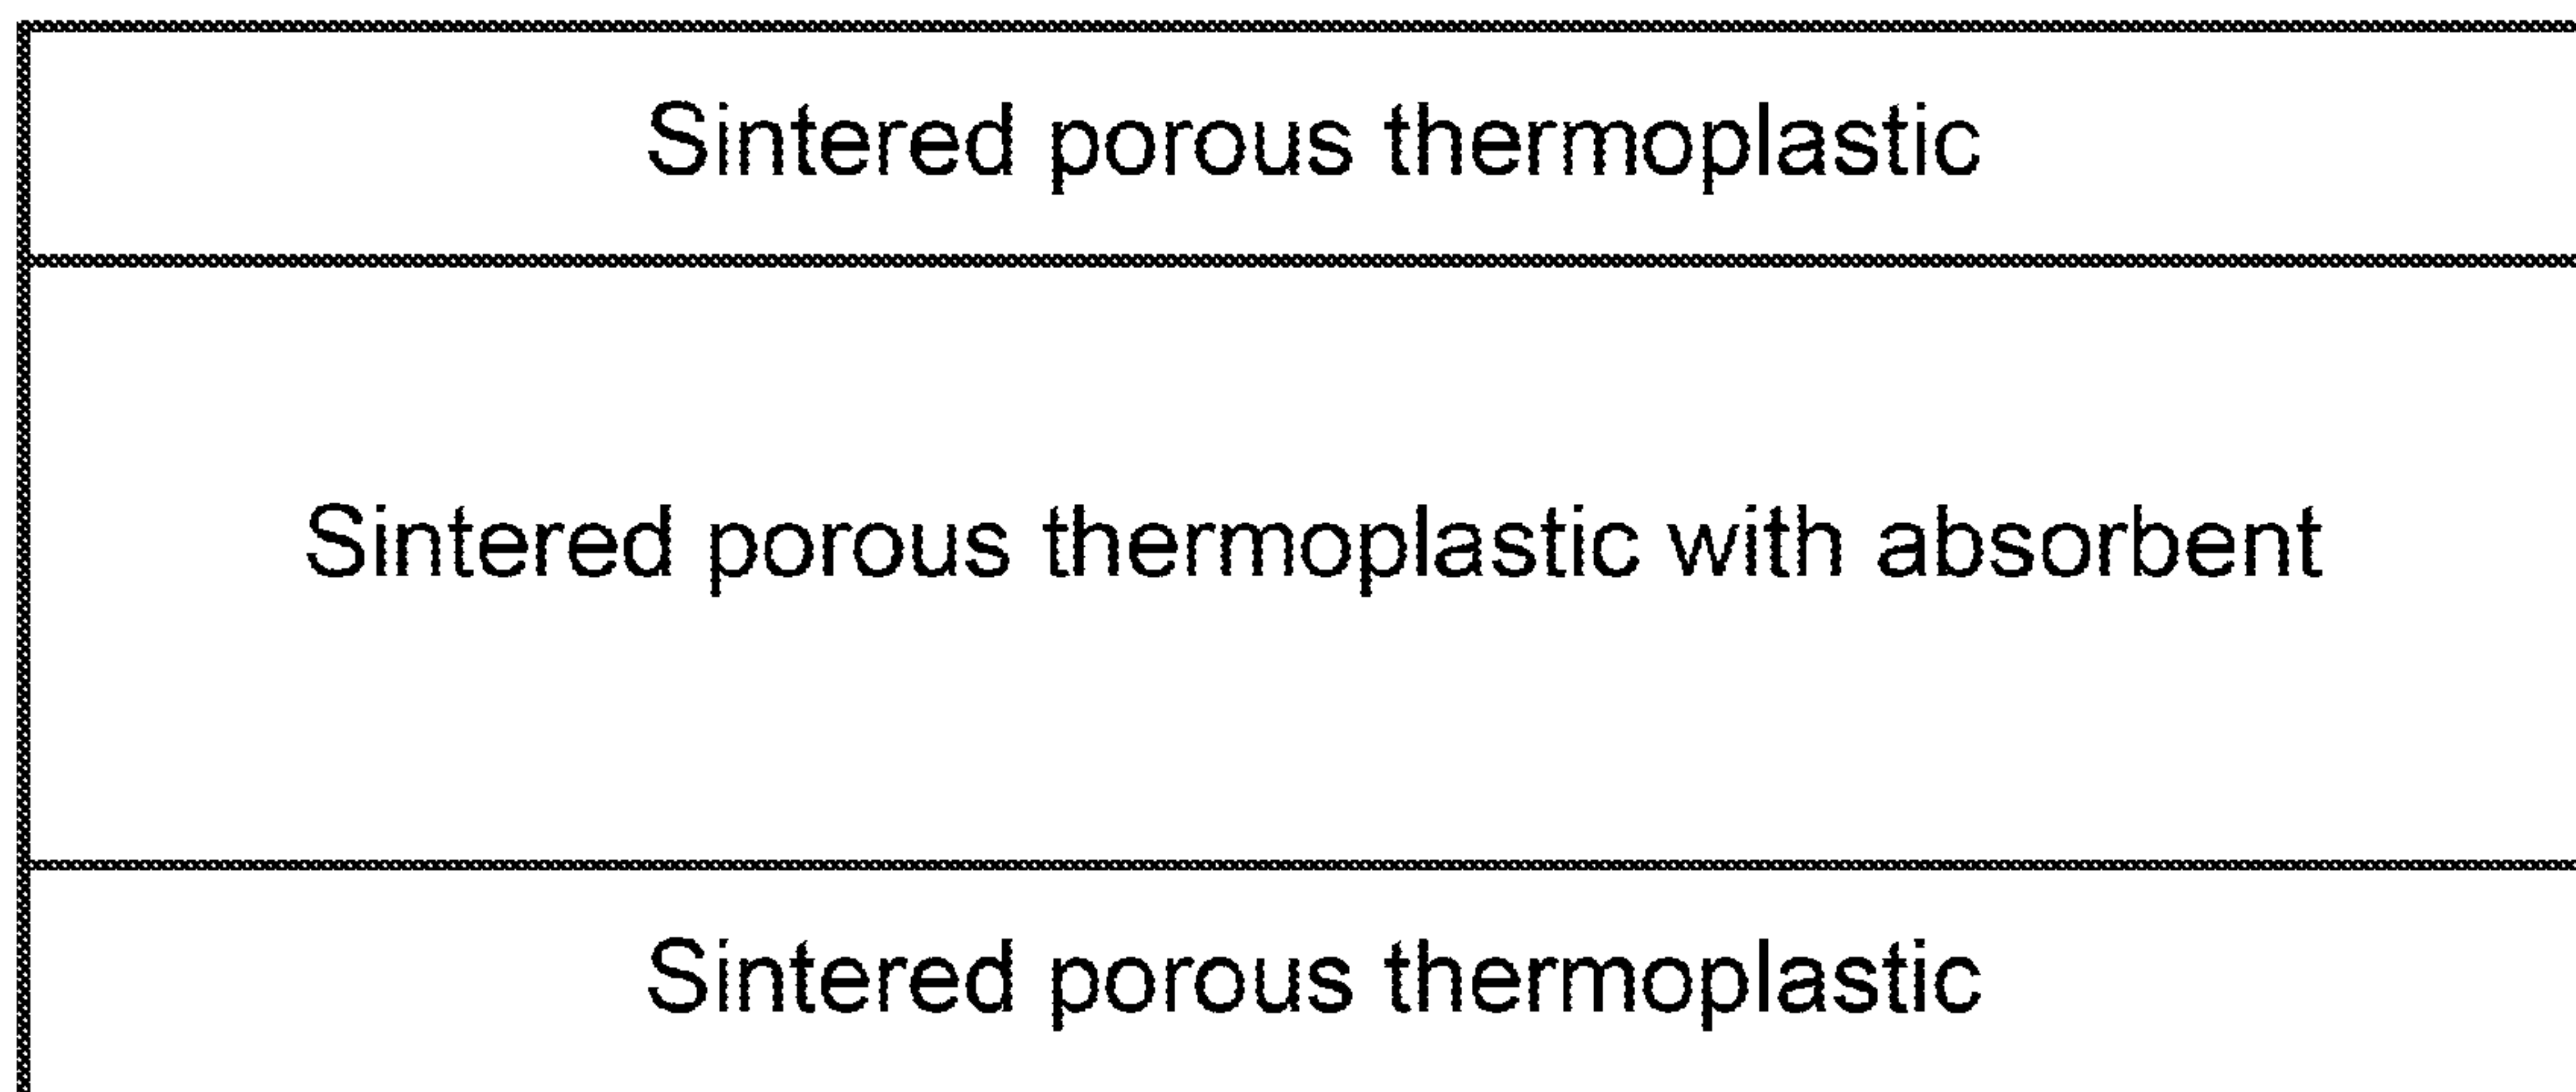 Sintered porous thermoplastic
Sintered porous thermoplastic with absorbent
Sintered porous thermoplastic